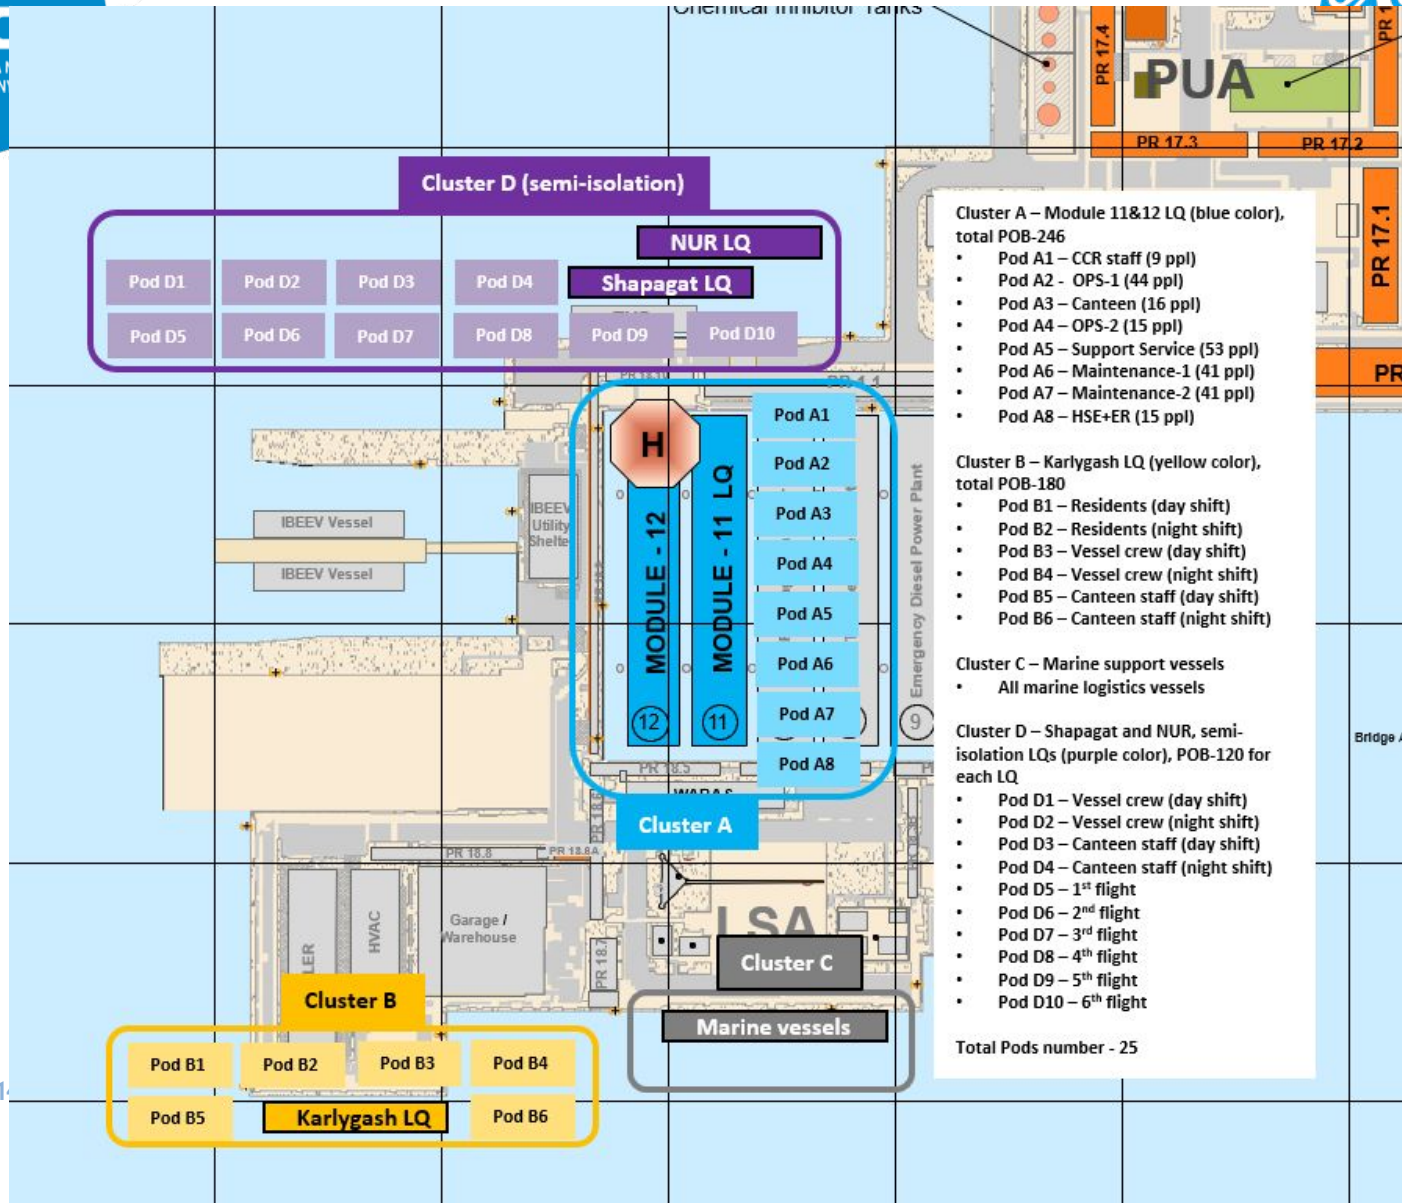 Chemical Inhibitor Tanks
PR 17.4
PUA
PR 17.3
PR 17.2
PR 17.1
PR
Cluster D (semi-isolation)
NUR LQ
Pod D1
Pod D2
Pod D3
Pod D4
Shapagat LQ
Pod D5
Pod D6
Pod D7
Pod D8
Pod D9
Pod D10
PR 18.10
PR 1.1
H
MODULE - 12
12
MODULE - 11 LQ
11
Pod A1
Pod A2
Pod A3
Pod A4
Pod A5
Pod A6
Pod A7
Pod A8
Emergency Diesel Power Plant
9
IBEEV Vessel
IBEEV Vessel
IBEEV
Utility
Shelter
PR 18.5
Cluster A
PR 18.6
PR 18.8
PR 18.8A
HVAC
Garage /
Warehouse
PR 18.7
LSA
Cluster C
Marine vessels
Cluster B
Pod B1
Pod B2
Pod B3
Pod B4
Pod B5
Karlygash LQ
Pod B6
Cluster A – Module 11&12 LQ (blue color),
total POB-246
• Pod A1 – CCR staff (9 ppl)
• Pod A2 - OPS-1 (44 ppl)
• Pod A3 – Canteen (16 ppl)
• Pod A4 – OPS-2 (15 ppl)
• Pod A5 – Support Service (53 ppl)
• Pod A6 – Maintenance-1 (41 ppl)
• Pod A7 – Maintenance-2 (41 ppl)
• Pod A8 – HSE+ER (15 ppl)
Cluster B – Karlygash LQ (yellow color),
total POB-180
• Pod B1 – Residents (day shift)
• Pod B2 – Residents (night shift)
• Pod B3 – Vessel crew (day shift)
• Pod B4 – Vessel crew (night shift)
• Pod B5 – Canteen staff (day shift)
• Pod B6 – Canteen staff (night shift)
Cluster C – Marine support vessels
• All marine logistics vessels
Cluster D – Shapagat and NUR, semi-
isolation LQs (purple color), POB-120 for
each LQ
• Pod D1 – Vessel crew (day shift)
• Pod D2 – Vessel crew (night shift)
• Pod D3 – Canteen staff (day shift)
• Pod D4 – Canteen staff (night shift)
• Pod D5 – 1st flight
• Pod D6 – 2nd flight
• Pod D7 – 3rd flight
• Pod D8 – 4th flight
• Pod D9 – 5th flight
• Pod D10 – 6th flight
Total Pods number - 25
Bridge